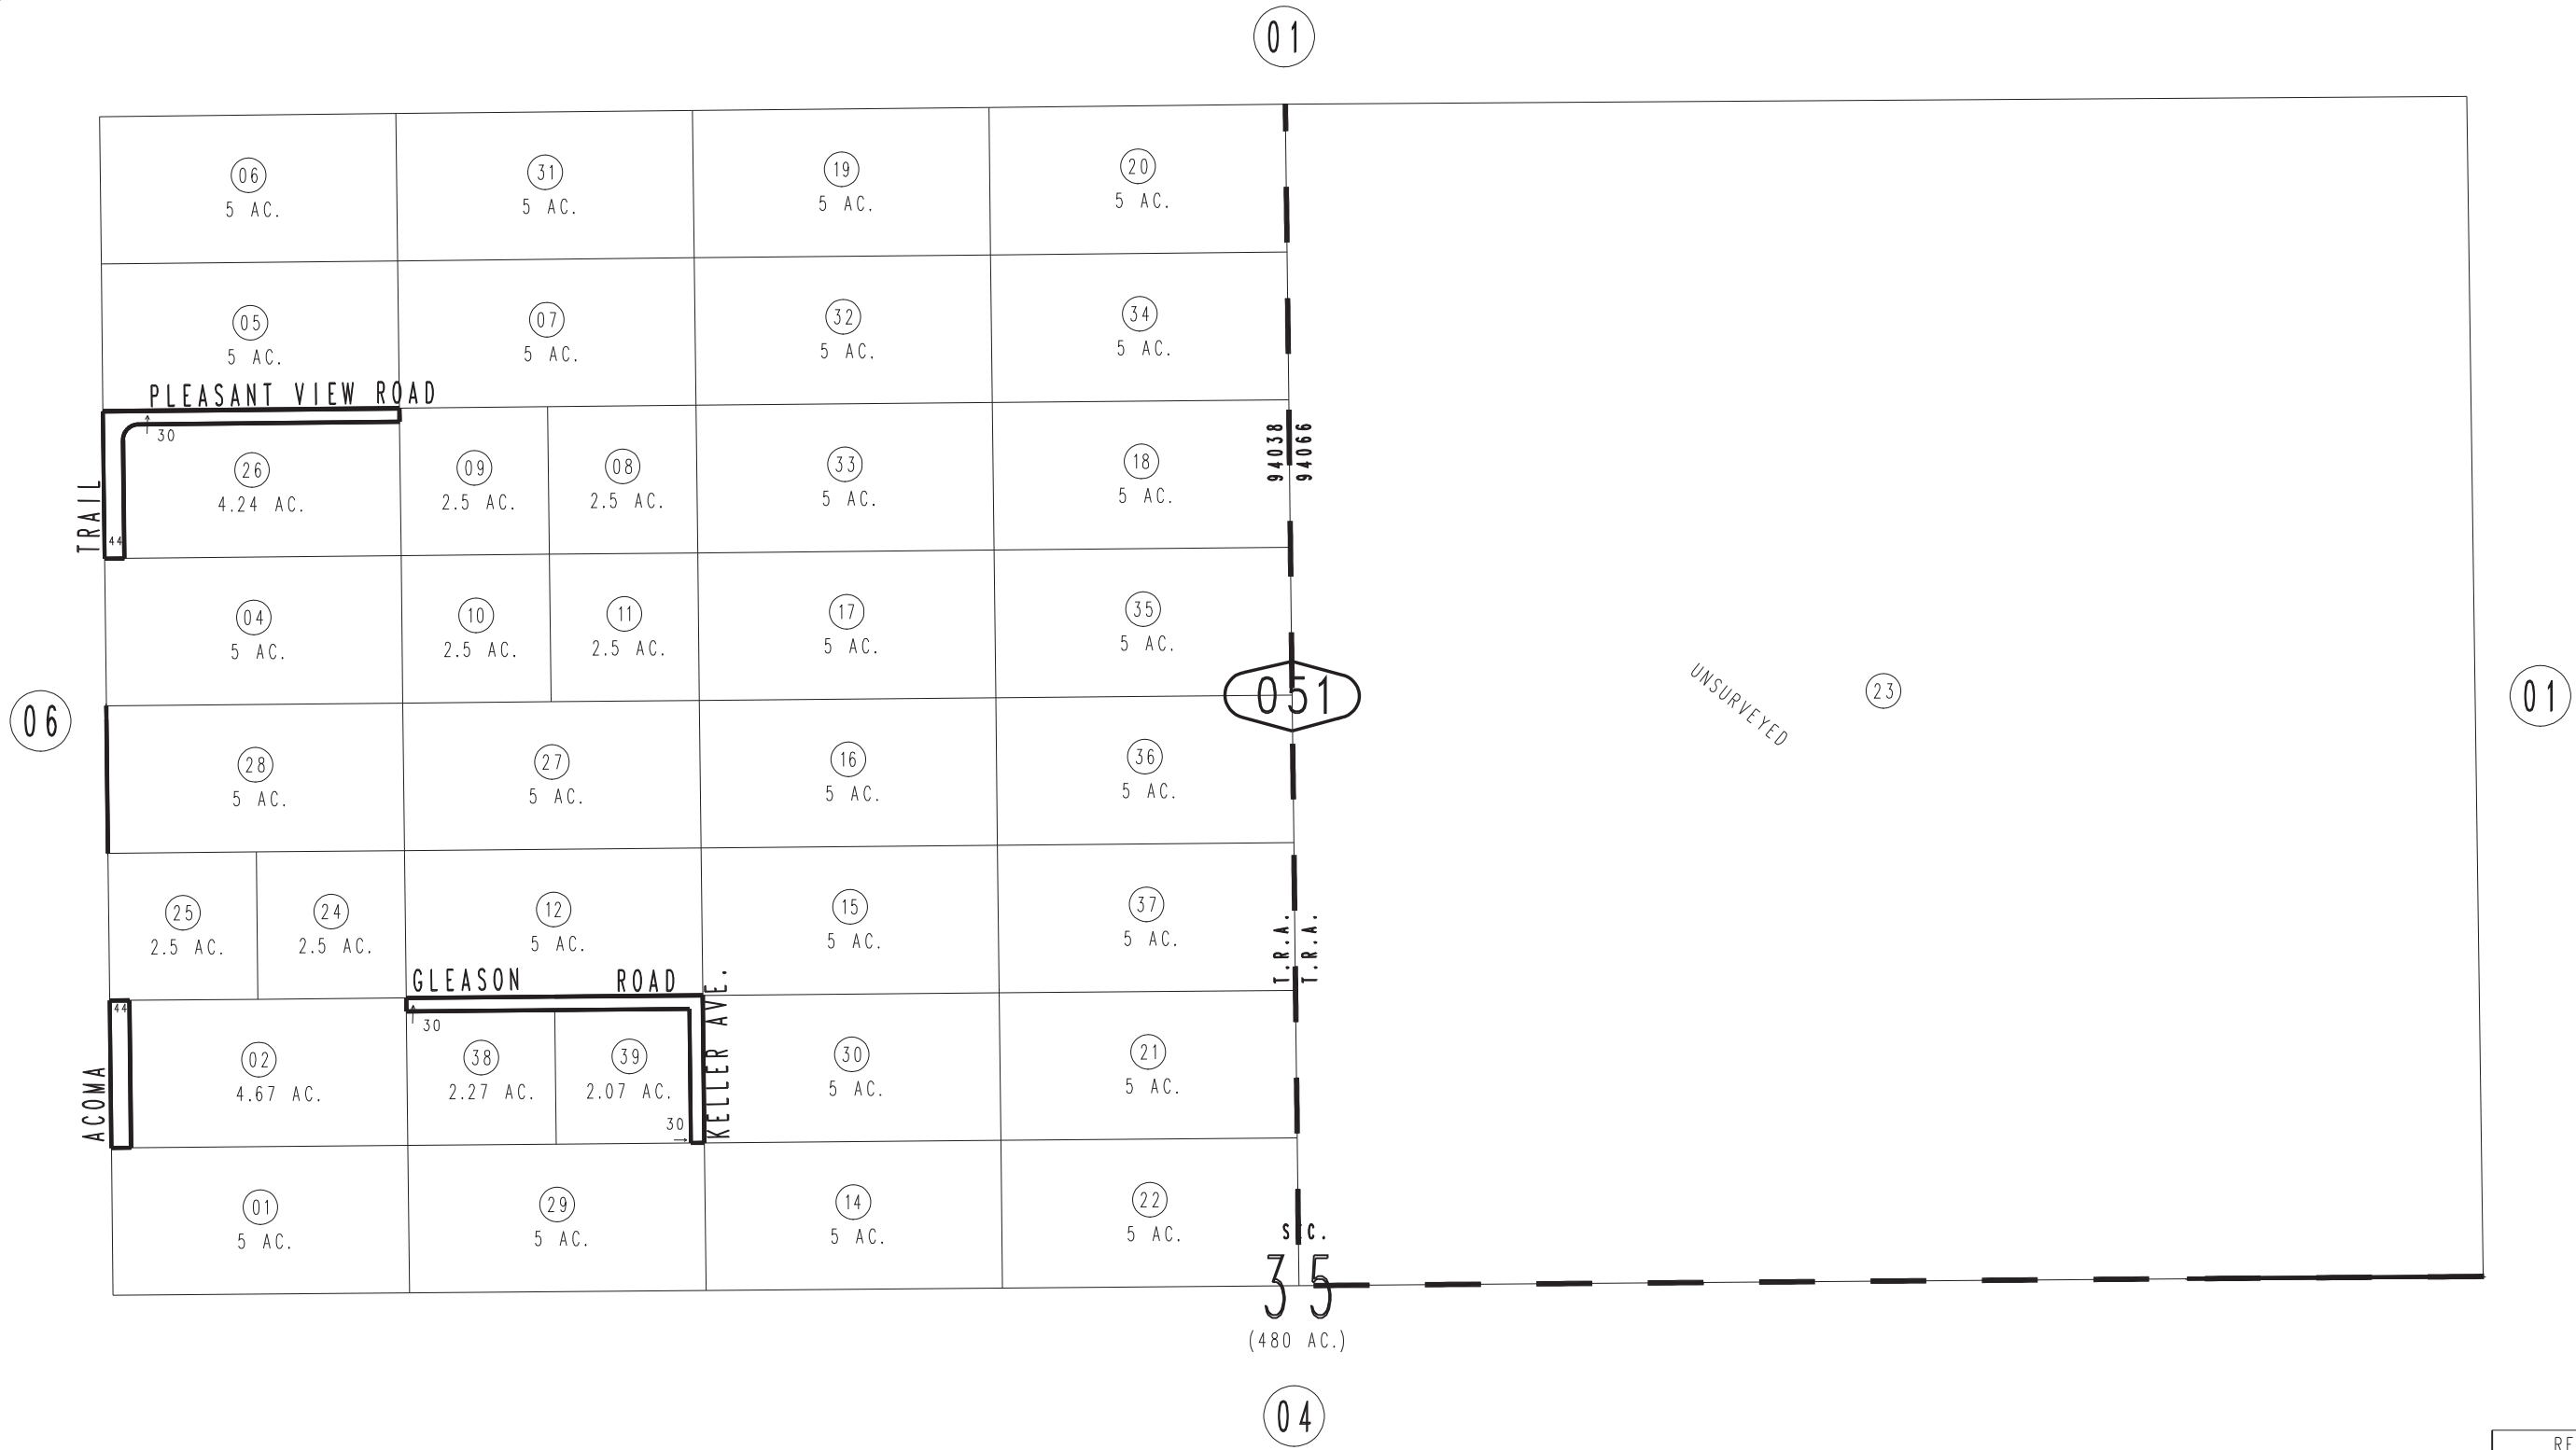 01
06
5 AC.
31
5 AC.
19
5 AC.
20
5 AC.
05
5 AC.
07
5 AC.
32
5 AC.
34
5 AC.
PLEASANT VIEW ROAD
30
TRAIL
44
26
4.24 AC.
09
2.5 AC.
08
2.5 AC.
33
5 AC.
18
5 AC.
94038
94066
04
5 AC.
10
2.5 AC.
11
2.5 AC.
17
5 AC.
35
5 AC.
06
051
UNSURVEYED
23
01
28
5 AC.
27
5 AC.
16
5 AC.
36
5 AC.
25
2.5 AC.
24
2.5 AC.
12
5 AC.
15
5 AC.
37
5 AC.
T.R.A.
T.R.A.
GLEASON ROAD
30
KELLER AVE.
30
ACOMA
44
02
4.67 AC.
38
2.27 AC.
39
2.07 AC.
30
5 AC.
21
5 AC.
01
5 AC.
29
5 AC.
14
5 AC.
22
5 AC.
SEC.
35
(480 AC.)
04